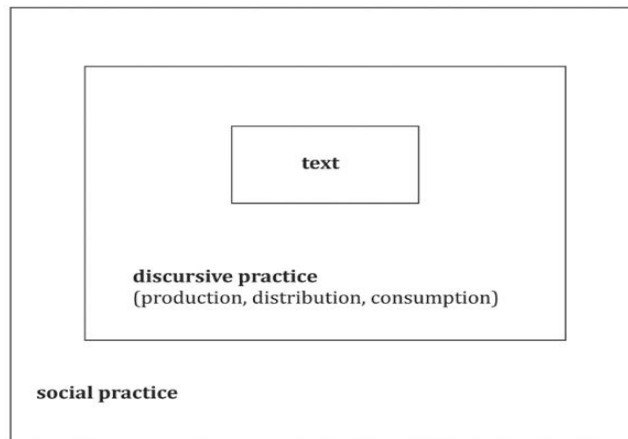 text
discursive practice
(production, distribution, consumption)
social practice